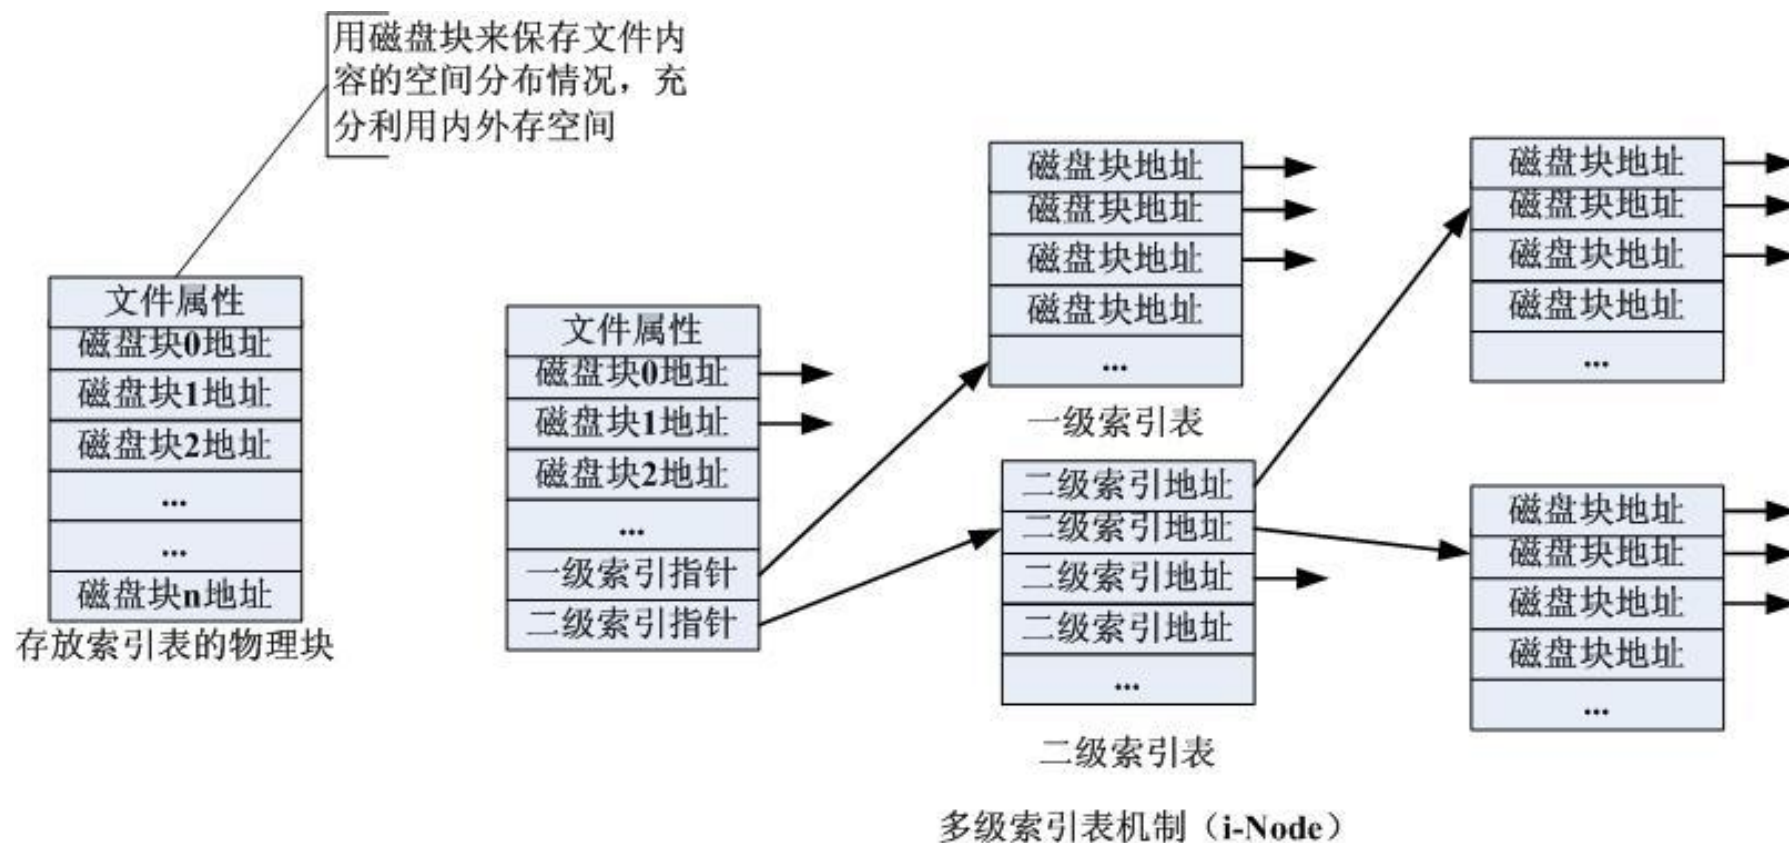 用磁盘块来保存文件内
容的空间分布情况，充
分利用内外存空间
文件属性
磁盘块0地址
磁盘块1地址
磁盘块2地址
...
...
磁盘块n地址
存放索引表的物理块
文件属性
磁盘块0地址
磁盘块1地址
磁盘块2地址
...
一级索引指针
二级索引指针
磁盘块地址
磁盘块地址
磁盘块地址
磁盘块地址
...
一级索引表
二级索引地址
二级索引地址
二级索引地址
二级索引地址
...
二级索引表
磁盘块地址
磁盘块地址
磁盘块地址
磁盘块地址
...
磁盘块地址
磁盘块地址
磁盘块地址
磁盘块地址
...
多级索引表机制（i-Node）